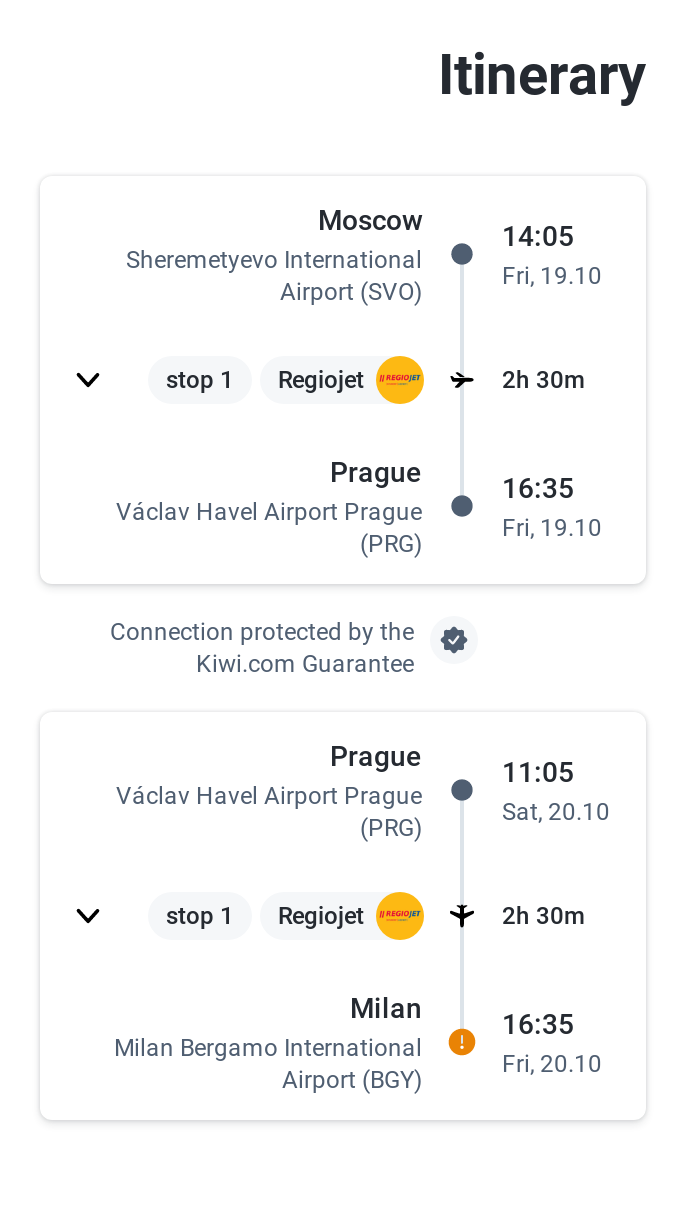 Itinerary
Moscow
Sheremetyevo International
Airport (SVO)
14:05
Fri, 19.10
stop 1
Regiojet
REGIOJET
2h 30m
Prague
Václav Havel Airport Prague
(PRG)
16:35
Fri, 19.10
Connection protected by the
Kiwi.com Guarantee
Prague
Václav Havel Airport Prague
(PRG)
11:05
Sat, 20.10
stop 1
Regiojet
REGIOJET
2h 30m
Milan
Milan Bergamo International
Airport (BGY)
16:35
Fri, 20.10